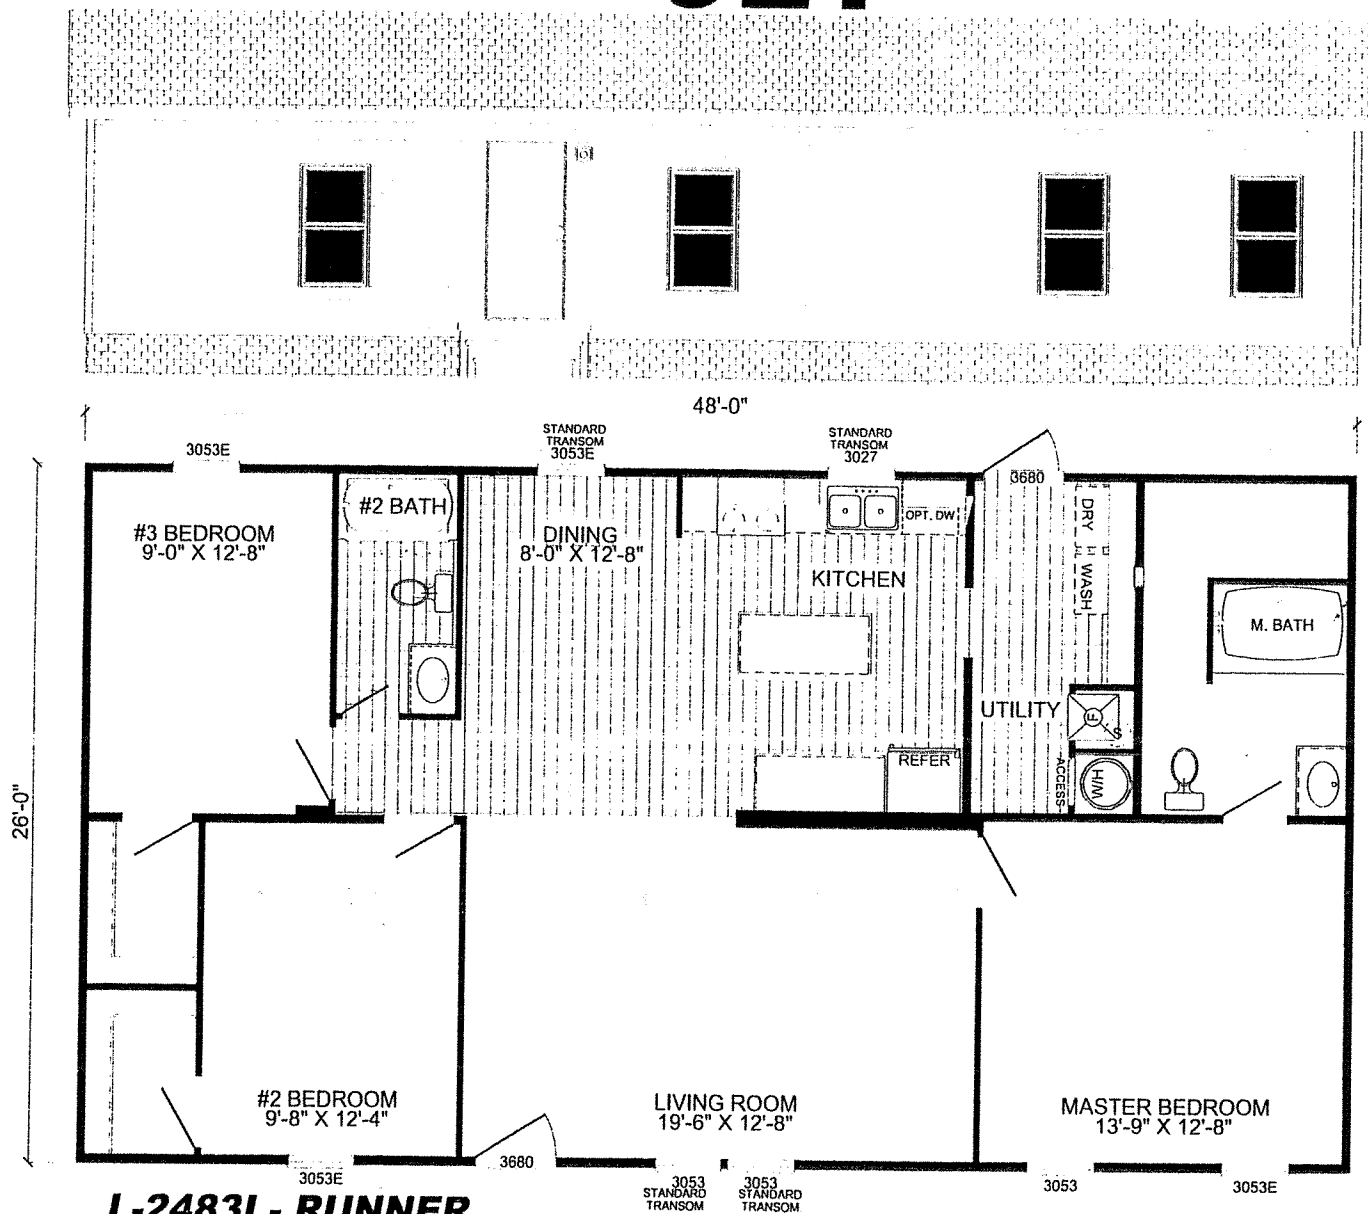 48'-0"
3053E
STANDARD
TRANSOM
3053E
STANDARD
TRANSOM
3027
3680
#2 BATH
#3 BEDROOM
9'-0" X 12'-8"
DINING
8'-0" X 12'-8"
OPT. DW
DRY
KITCHEN
WASH
M. BATH
UTILITY
F
S
REFER
ACCESS
W/H
26'-0"
#2 BEDROOM
9'-8" X 12'-4"
LIVING ROOM
19'-6" X 12'-8"
MASTER BEDROOM
13'-9" X 12'-8"
3680
3053E
3053
STANDARD
TRANSOM
3053
STANDARD
TRANSOM
3053
3053E
L-2483L- RUNNER